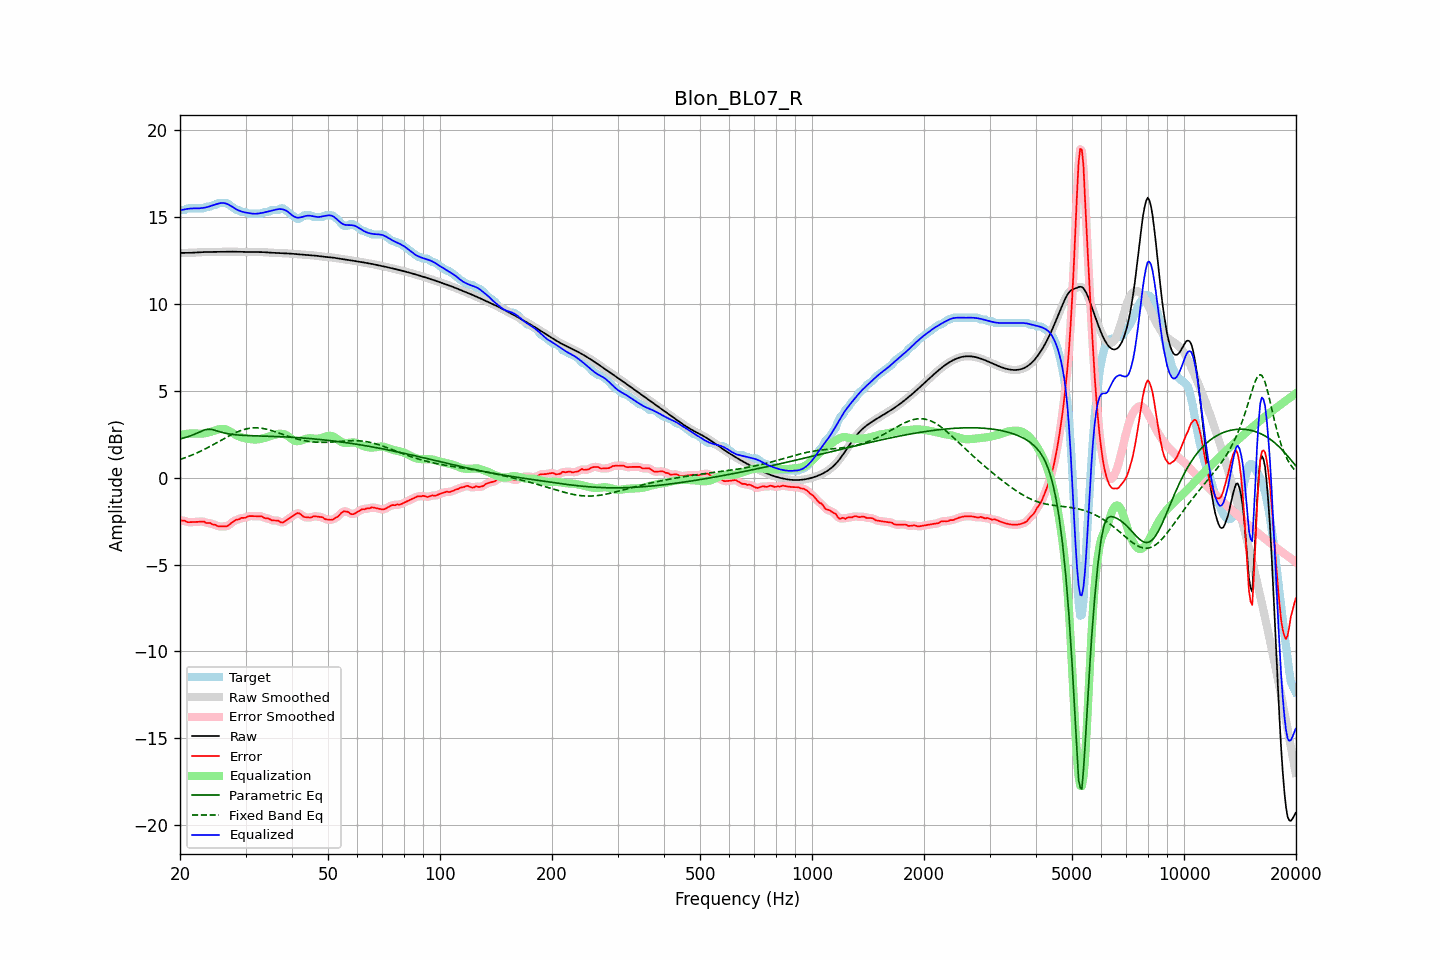 Blon_BL07_R
Amplitude (dBr)
20
15
10
5
0
−5
−10
−15
−20
Target
Raw Smoothed
Error Smoothed
Raw
Error
Equalization
Parametric Eq
Fixed Band Eq
Equalized
20
50
100
200
500
1000
2000
5000
10000
20000
Frequency (Hz)